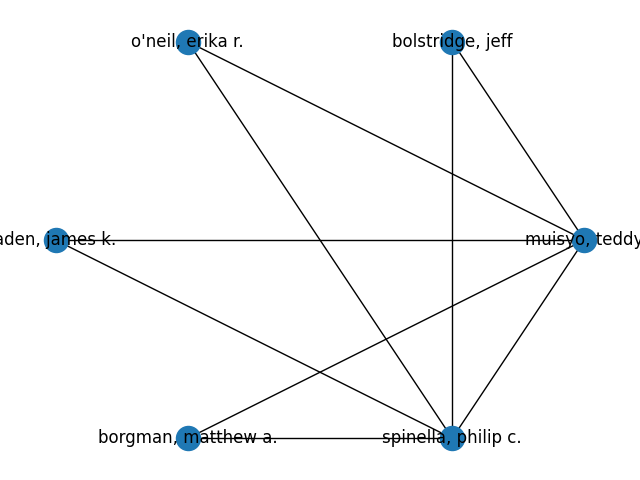 o'neil, erika r.
bolstridge, jeff
aden, james k.
muisyo, teddy
borgman, matthew a.
spinella, philip c.